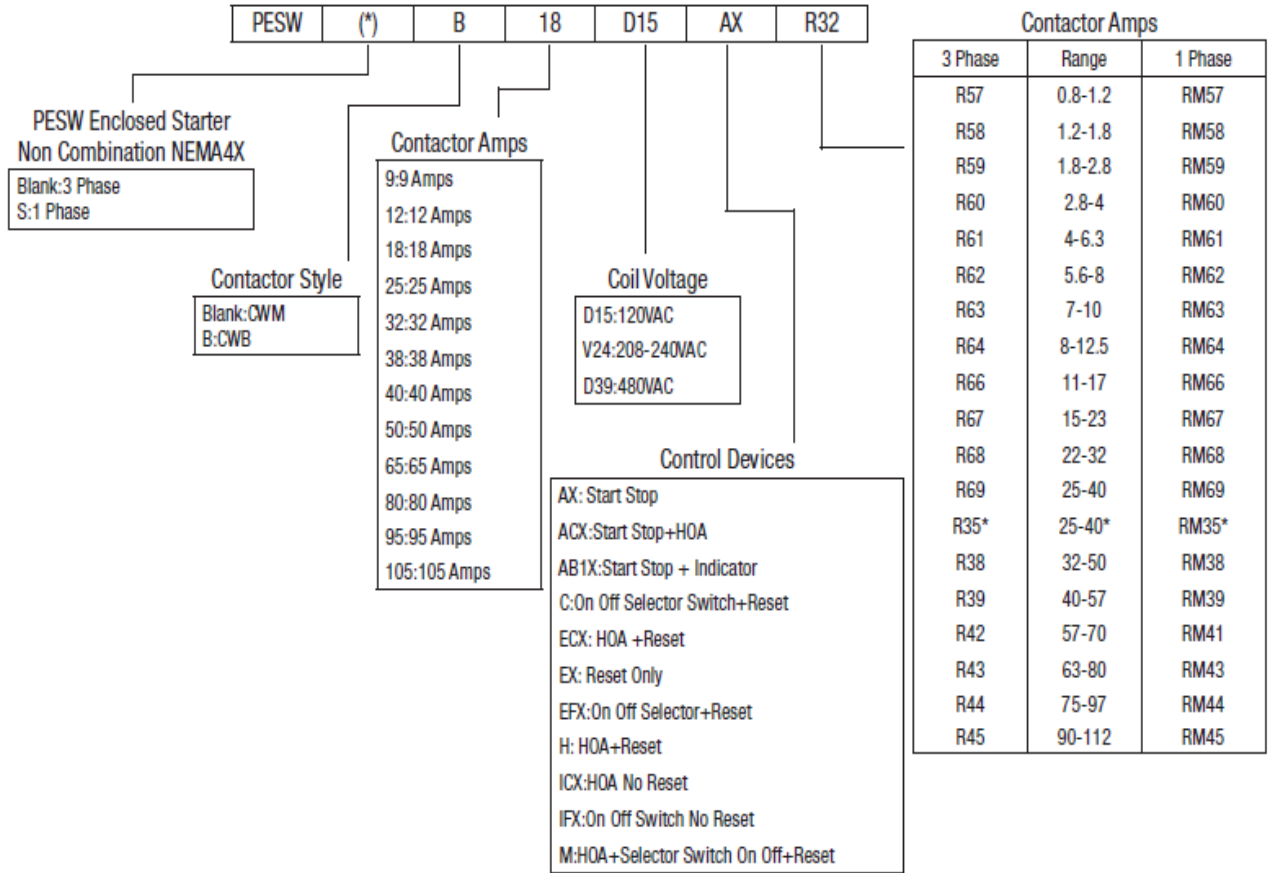 PESW (*) B 18 D15 AX R32
PESW Enclosed Starter
Non Combination NEMA4X
Blank:3 Phase
S:1 Phase
Contactor Style
Blank:CWM
B:CWB
Contactor Amps
9:9 Amps
12:12 Amps
18:18 Amps
25:25 Amps
32:32 Amps
38:38 Amps
40:40 Amps
50:50 Amps
65:65 Amps
80:80 Amps
95:95 Amps
105:105 Amps
Coil Voltage
D15:120VAC
V24:208-240VAC
D39:480VAC
Control Devices
AX: Start Stop
ACX:Start Stop+HOA
AB1X:Start Stop + Indicator
C:On Off Selector Switch+Reset
ECX: HOA +Reset
EX: Reset Only
EFX:On Off Selector+Reset
H: HOA+Reset
ICX:HOA No Reset
IFX:On Off Switch No Reset
M:HOA+Selector Switch On Off+Reset
Contactor Amps
3 Phase Range 1 Phase
R57 0.8-1.2 RM57
R58 1.2-1.8 RM58
R59 1.8-2.8 RM59
R60 2.8-4 RM60
R61 4-6.3 RM61
R62 5.6-8 RM62
R63 7-10 RM63
R64 8-12.5 RM64
R66 11-17 RM66
R67 15-23 RM67
R68 22-32 RM68
R69 25-40 RM69
R35* 25-40* RM35*
R38 32-50 RM38
R39 40-57 RM39
R42 57-70 RM41
R43 63-80 RM43
R44 75-97 RM44
R45 90-112 RM45